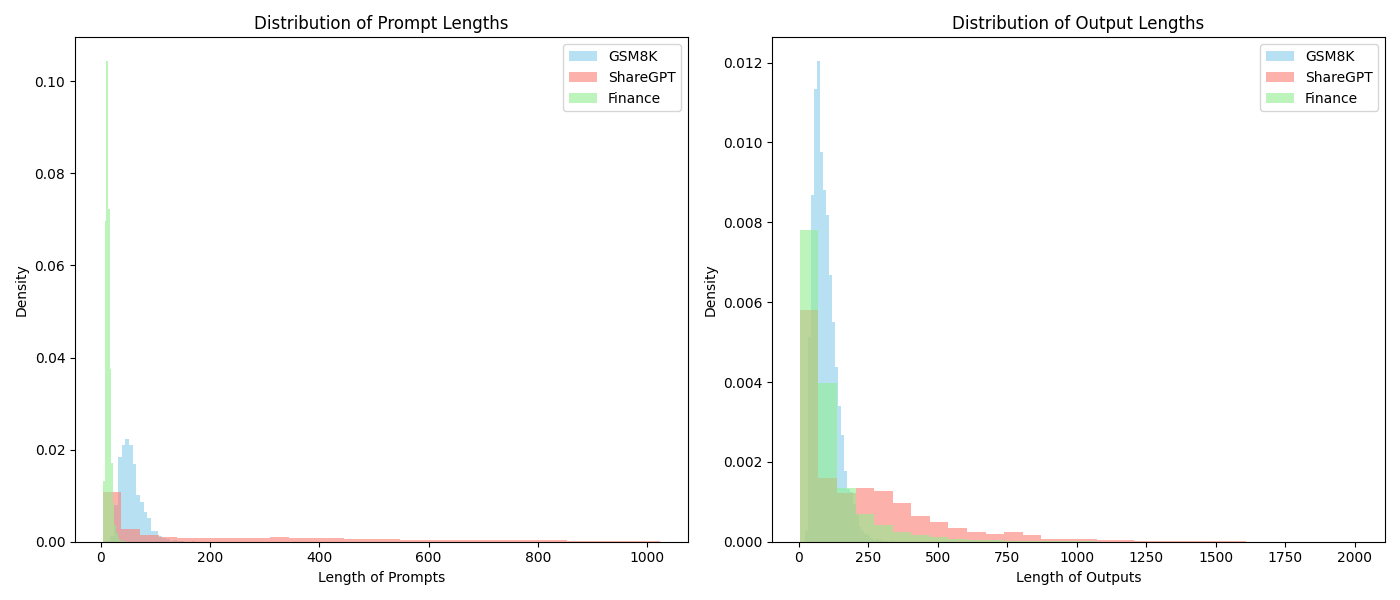 Distribution of Prompt Lengths
GSM8K
ShareGPT
Finance
0.10
0.08
0.06
0.04
0.02
0.00
Density
0
200
400
600
800
1000
Length of Prompts
Distribution of Output Lengths
GSM8K
ShareGPT
Finance
0.012
0.010
0.008
0.006
0.004
0.002
0.000
Density
0
250
500
750
1000
1250
1500
1750
2000
Length of Outputs